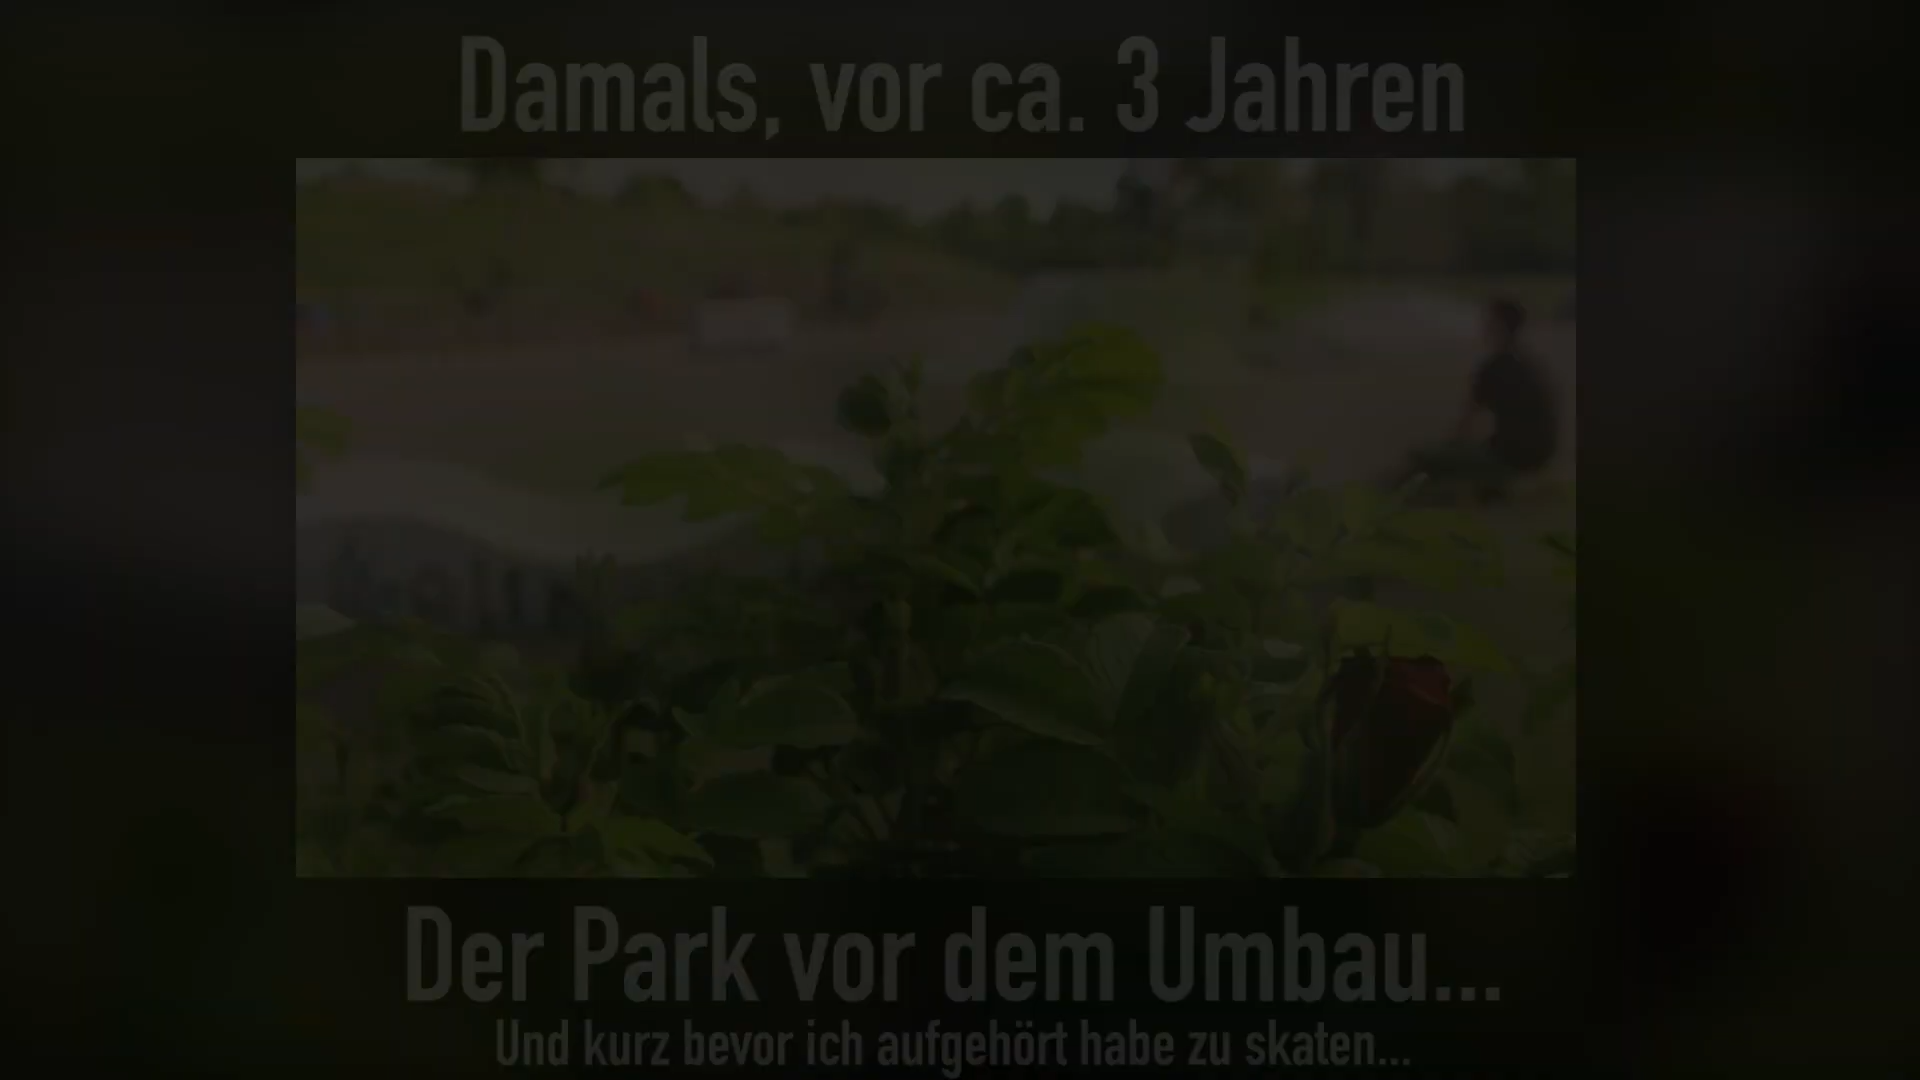 Damals, vor ca. 3 Jahren
Der Park vor dem Umbau...
Und kurz bevor ich aufgehört habe zu skaten...